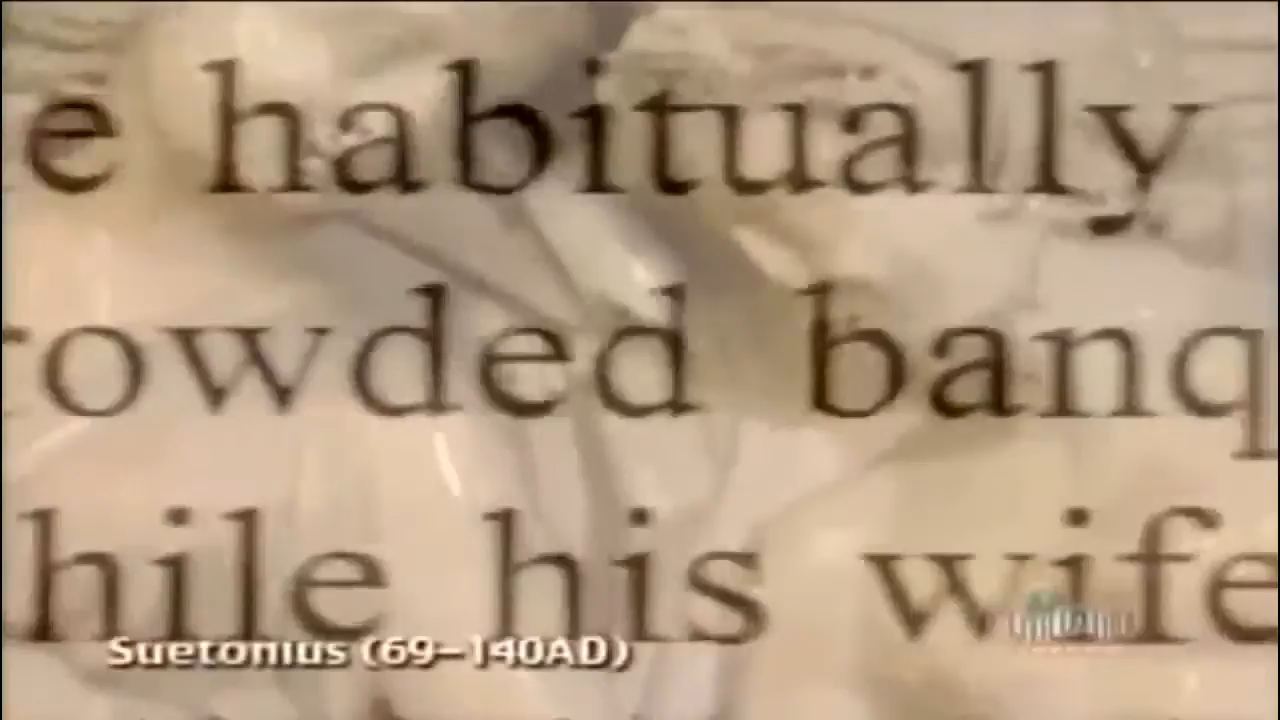 e habitually
rowded banq
hile his wife
Suetonius (69–140AD)